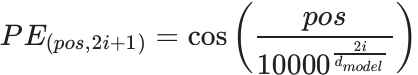 $PE_{(pos,2i+1)} = \cos\left(\frac{pos}{10000^{\frac{2i}{d_{model}}}}\right)$